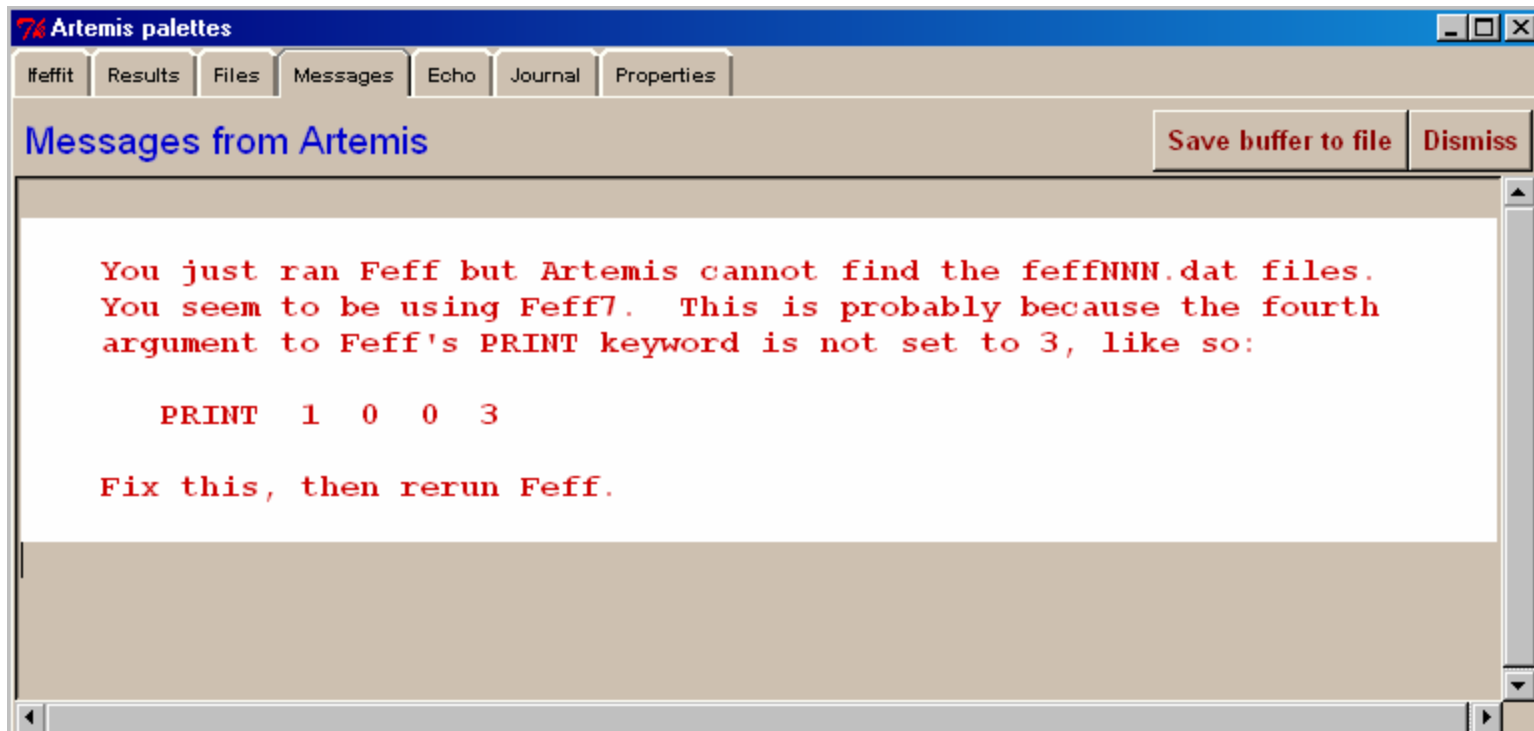 Artemis palettes
Ifeffit Results Files Messages Echo Journal Properties
Messages from Artemis Save buffer to file Dismiss
You just ran Feff but Artemis cannot find the feffNNN.dat files.
You seem to be using Feff7. This is probably because the fourth
argument to Feff's PRINT keyword is not set to 3, like so:
PRINT 1 0 0 3
Fix this, then rerun Feff.